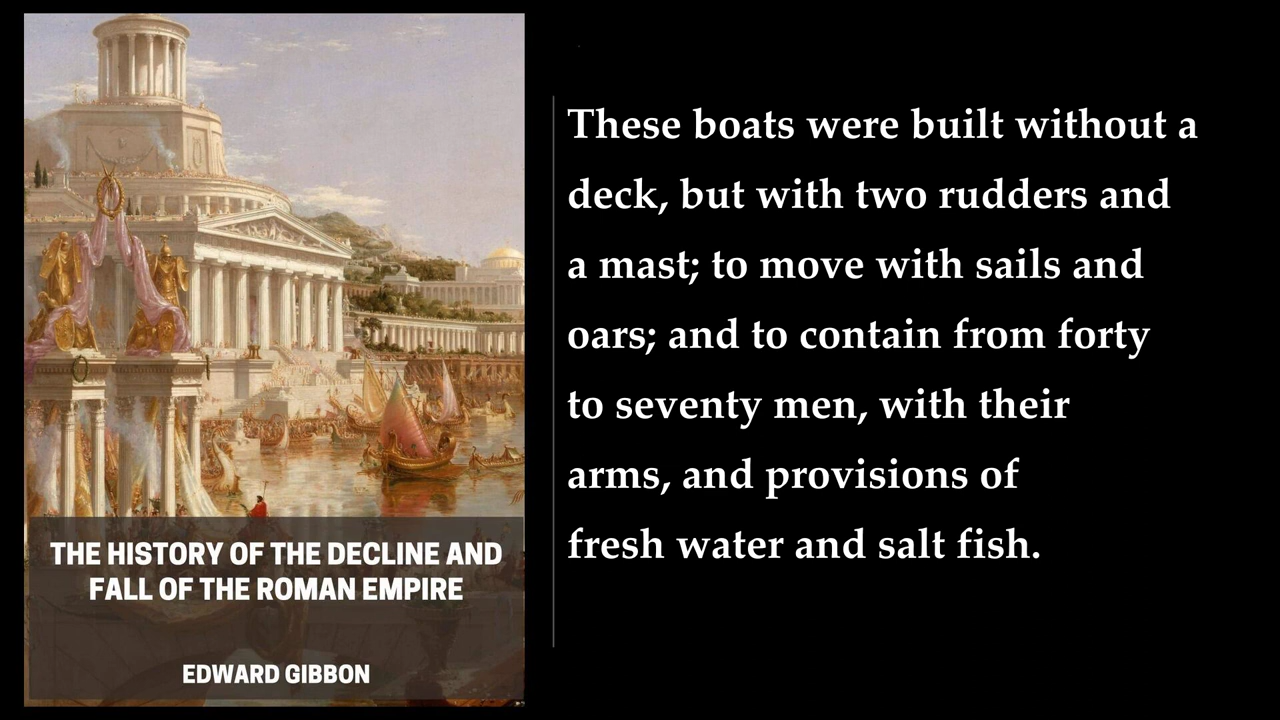 THE HISTORY OF THE DECLINE AND
FALL OF THE ROMAN EMPIRE
EDWARD GIBBON
These boats were built without a
deck, but with two rudders and
a mast; to move with sails and
oars; and to contain from forty
to seventy men, with their
arms, and provisions of
fresh water and salt fish.